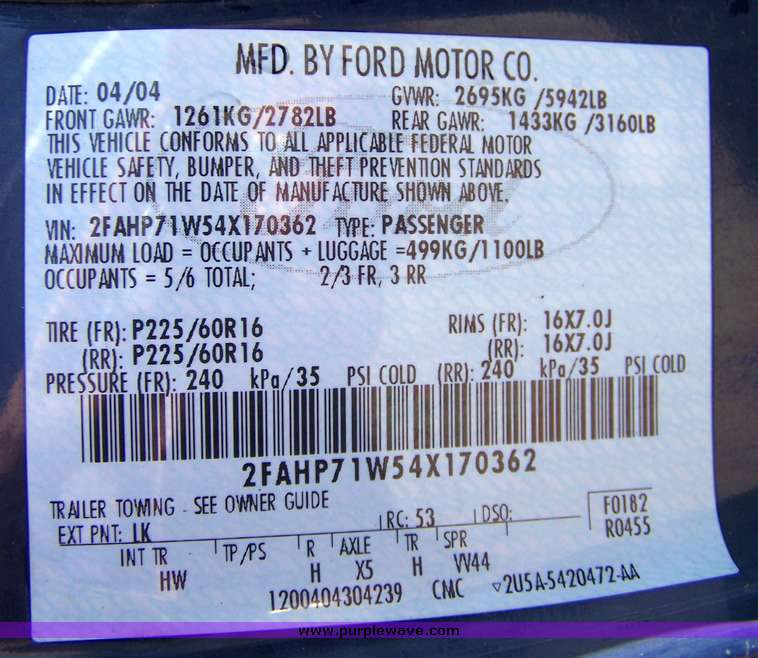 MFD. BY FORD MOTOR CO.
DATE: 04/04 GVWR: 2695KG /5942LB
FRONT GAWR: 1261KG/2782LB REAR GAWR: 1433KG /3160LB
THIS VEHICLE CONFORMS TO ALL APPLICABLE FEDERAL MOTOR
VEHICLE SAFETY, BUMPER, AND THEFT PREVENTION STANDARDS
IN EFFECT ON THE DATE OF MANUFACTURE SHOWN ABOVE.
VIN: 2FAHP71W54X170362 TYPE: PASSENGER
MAXIMUM LOAD = OCCUPANTS + LUGGAGE =499KG/1100LB
OCCUPANTS = 5/6 TOTAL; 2/3 FR, 3 RR
TIRE (FR): P225/60R16 RIMS (FR): 16X7.0J
(RR): P225/60R16 (RR): 16X7.0J
PRESSURE (FR): 240 kPa/35 PSI COLD (RR): 240 kPa/35 PSI COLD
2FAHP71W54X170362
TRAILER TOWING - SEE OWNER GUIDE
EXT PNT: LK RC: 53 DSO: F0182
R0455
INT TR TP/PS R AXLE TR SPR
HW H X5 H VV44
1200404304239 CMC ▽2U5A-5420472-AA
www.purplewave.com